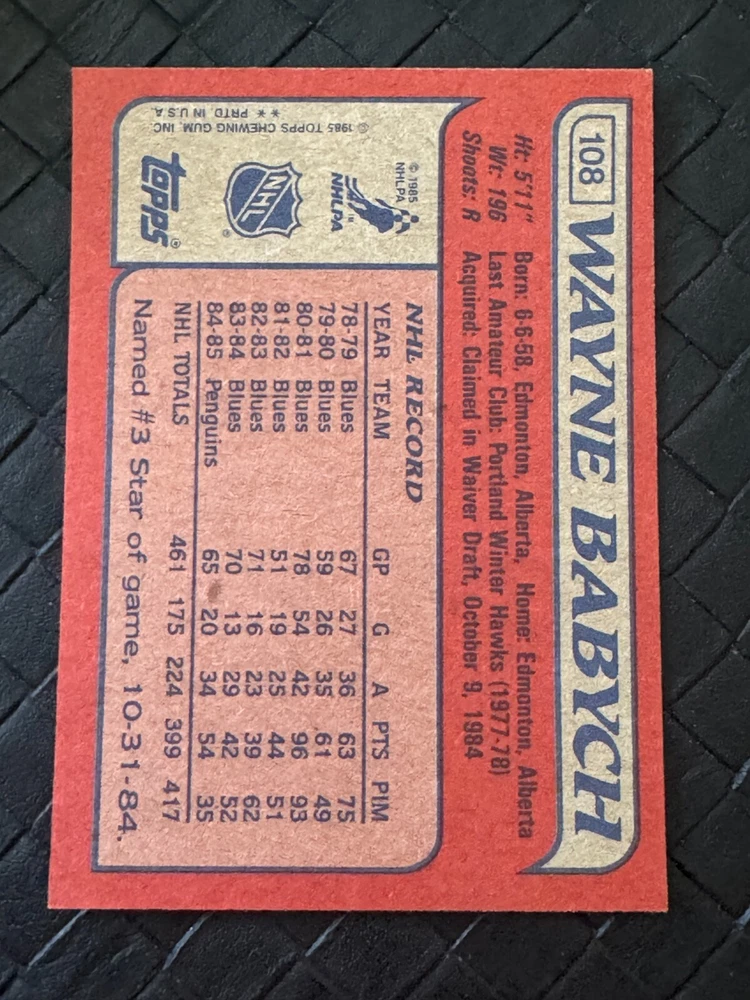 108 WAYNE BABYCH
Ht: 5'11" Born: 6-6-58, Edmonton, Alberta, Home: Edmonton, Alberta
Wt: 196 Last Amateur Club: Portland Winter Hawks (1977-78)
Shoots: R Acquired: Claimed in Waiver Draft, October 9, 1984
© 1985
NHLPA
NHLPA
NHL
®
topps®
© 1985 TOPPS CHEWING GUM, INC.
** PRTD. IN U.S.A.
NHL RECORD
YEAR TEAM GP G A PTS PIM
78-79 Blues 67 27 36 63 75
79-80 Blues 59 26 35 61 49
80-81 Blues 78 54 42 96 93
81-82 Blues 51 19 25 44 51
82-83 Blues 71 16 23 39 62
83-84 Blues 70 13 29 42 52
84-85 Penguins 65 20 34 54 35
NHL TOTALS 461 175 224 399 417
Named #3 Star of game, 10-31-84.